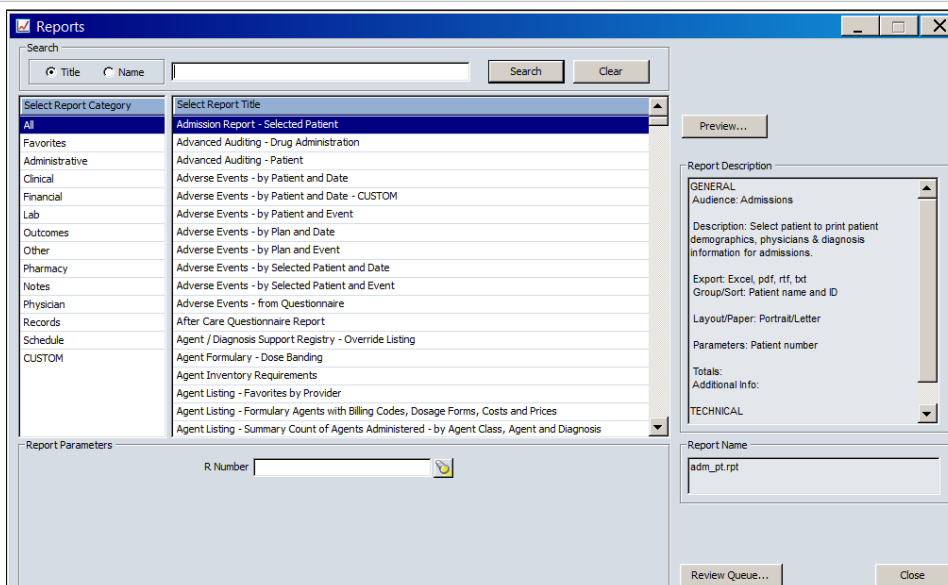 Reports
Search
Title
Name
Search
Clear
Select Report Category
All
Favorites
Administrative
Clinical
Financial
Lab
Outcomes
Other
Pharmacy
Notes
Physician
Records
Schedule
CUSTOM
Select Report Title
Admission Report - Selected Patient
Advanced Auditing - Drug Administration
Advanced Auditing - Patient
Adverse Events - by Patient and Date
Adverse Events - by Patient and Date - CUSTOM
Adverse Events - by Patient and Event
Adverse Events - by Plan and Date
Adverse Events - by Plan and Event
Adverse Events - by Selected Patient and Date
Adverse Events - by Selected Patient and Event
Adverse Events - from Questionnaire
After Care Questionnaire Report
Agent / Diagnosis Support Registry - Override Listing
Agent Formulary - Dose Banding
Agent Inventory Requirements
Agent Listing - Favorites by Provider
Agent Listing - Formulary Agents with Billing Codes, Dosage Forms, Costs and Prices
Agent Listing - Summary Count of Agents Administered - by Agent Class, Agent and Diagnosis
Preview...
Report Description
GENERAL
Audience: Admissions
Description: Select patient to print patient
demographics, physicians & diagnosis
information for admissions.
Export: Excel, pdf, rtf, txt
Group/Sort: Patient name and ID
Layout/Paper: Portrait/Letter
Parameters: Patient number
Totals:
Additional Info:
TECHNICAL
Report Parameters
R Number
Report Name
adm_pt.rpt
Review Queue...
Close